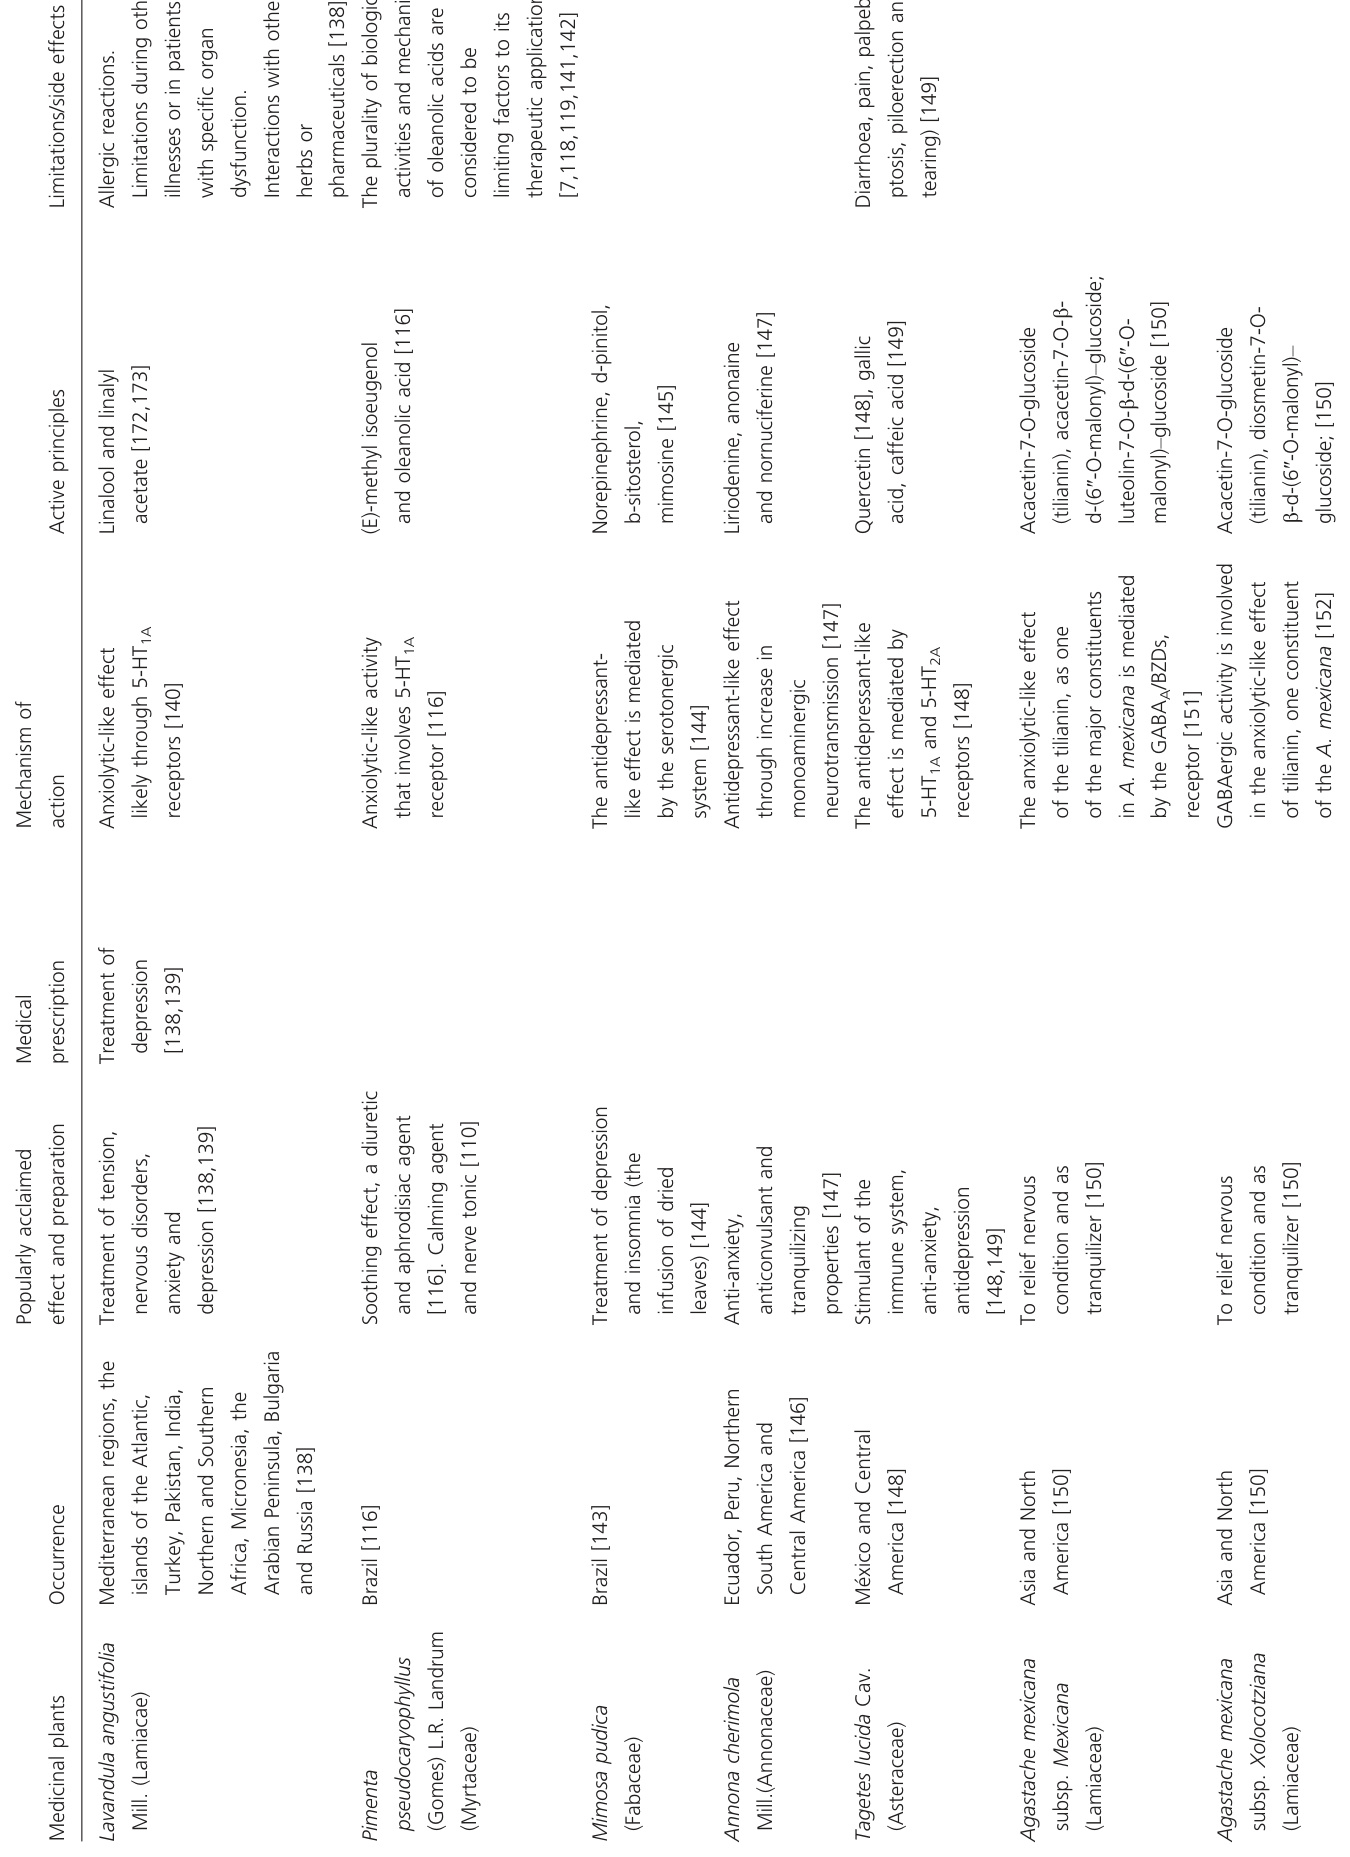 Medicinal plants
Occurrence
Popularly acclaimed
effect and preparation
Medical
prescription
Mechanism of
action
Active principles
Limitations/side effects
Lavandula angustifolia
Mill. (Lamiacae)
Mediterranean regions, the
islands of the Atlantic,
Turkey, Pakistan, India,
Northern and Southern
Africa, Micronesia, the
Arabian Peninsula, Bulgaria
and Russia [138]
Treatment of tension,
nervous disorders,
anxiety and
depression [138,139]
Treatment of
depression
[138,139]
Anxiolytic-like effect
likely through 5-HT1A
receptors [140]
Linalool and linalyl
acetate [172,173]
Allergic reactions.
Limitations during oth
illnesses or in patients
with specific organ
dysfunction.
Interactions with othe
herbs or
pharmaceuticals [138]
Pimenta
pseudocaryophyllus
(Gomes) L.R. Landrum
(Myrtaceae)
Brazil [116]
Soothing effect, a diuretic
and aphrodisiac agent
[116]. Calming agent
and nerve tonic [110]
Anxiolytic-like activity
that involves 5-HT1A
receptor [116]
(E)-methyl isoeugenol
and oleanolic acid [116]
The plurality of biologic
activities and mechani
of oleanolic acids are
considered to be
limiting factors to its
therapeutic application
[7,118,119,141,142]
Mimosa pudica
(Fabaceae)
Brazil [143]
Treatment of depression
and insomnia (the
infusion of dried
leaves) [144]
The antidepressant-
like effect is mediated
by the serotonergic
system [144]
Norepinephrine, d-pinitol,
b-sitosterol,
mimosine [145]
Annona cherimola
Mill.(Annonaceae)
Ecuador, Peru, Northern
South America and
Central America [146]
Anti-anxiety,
anticonvulsant and
tranquilizing
properties [147]
Antidepressant-like effect
through increase in
monoaminergic
neurotransmission [147]
Liriodenine, anonaine
and nornuciferine [147]
Tagetes lucida Cav.
(Asteraceae)
México and Central
America [148]
Stimulant of the
immune system,
anti-anxiety,
antidepression
[148,149]
The antidepressant-like
effect is mediated by
5-HT1A and 5-HT2A
receptors [148]
Quercetin [148], gallic
acid, caffeic acid [149]
Diarrhoea, pain, palpeb
ptosis, piloerection an
tearing) [149]
Agastache mexicana
subsp. Mexicana
(Lamiaceae)
Asia and North
America [150]
To relief nervous
condition and as
tranquilizer [150]
The anxiolytic-like effect
of the tilianin, as one
of the major constituents
in A. mexicana is mediated
by the GABAA/BZDs,
receptor [151]
Acacetin-7-O-glucoside
(tilianin), acacetin-7-O-β-
d-(6″-O-malonyl)–glucoside;
luteolin-7-O-β-d-(6″-O-
malonyl)–glucoside [150]
Agastache mexicana
subsp. Xolocotziana
(Lamiaceae)
Asia and North
America [150]
To relief nervous
condition and as
tranquilizer [150]
GABAergic activity is involved
in the anxiolytic-like effect
of tilianin, one constituent
of the A. mexicana [152]
Acacetin-7-O-glucoside
(tilianin), diosmetin-7-O-
β-d-(6″-O-malonyl)–
glucoside; [150]